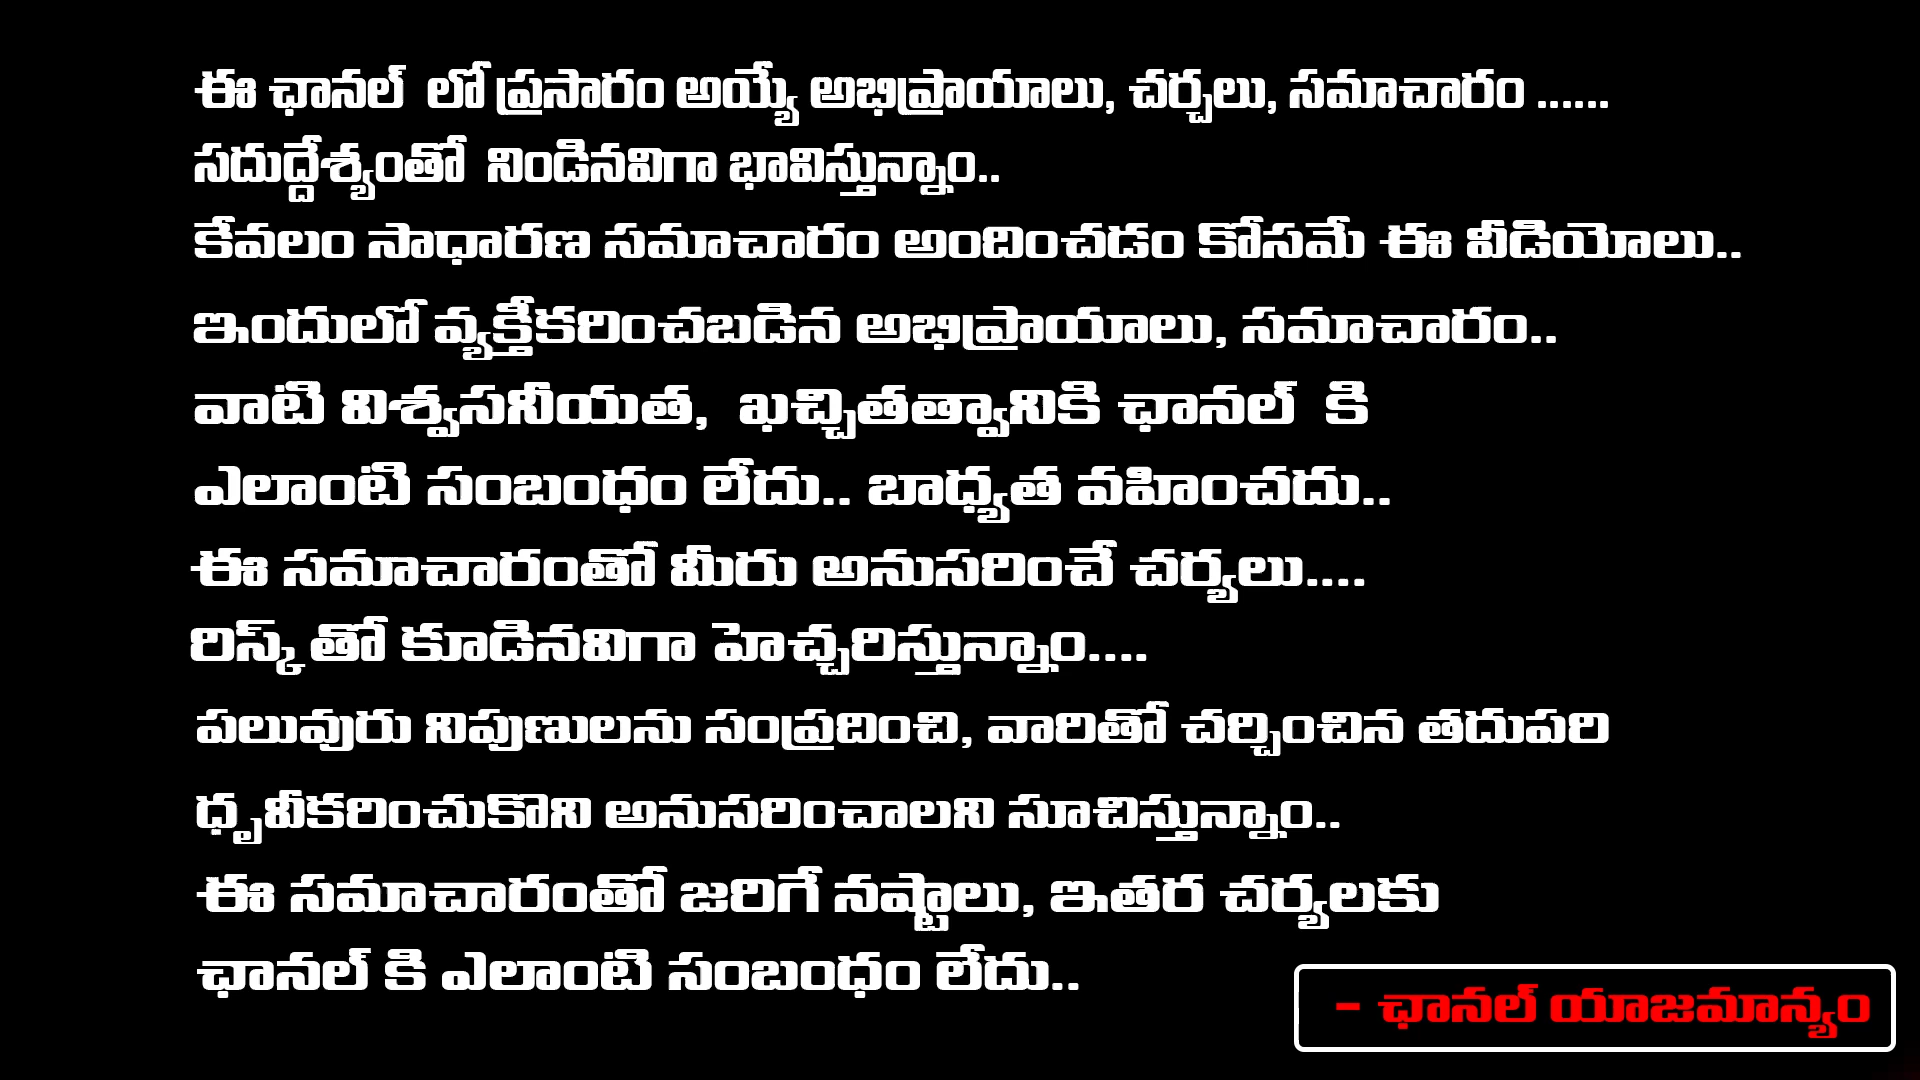 ఈ ఛానల్ లో ప్రసారం అయ్యే అభిప్రాయాలు, చర్చలు, సమాచారం ......
సదుద్దేశ్యంతో నిండినవిగా భావిస్తున్నాం..
కేవలం సాధారణ సమాచారం అందించడం కోసమే ఈ వీడియోలు..
ఇందులో వ్యక్తీకరించబడిన అభిప్రాయాలు, సమాచారం..
వాటి విశ్వసనీయత, ఖచ్చితత్వానికి ఛానల్ కి
ఎలాంటి సంబంధం లేదు.. బాధ్యత వహించదు..
ఈ సమాచారంతో మీరు అనుసరించే చర్యలు....
రిస్క్ తో కూడినవిగా హెచ్చరిస్తున్నాం....
పలువురు నిపుణులను సంప్రదించి, వారితో చర్చించిన తదుపరి
ధృవీకరించుకొని అనుసరించాలని సూచిస్తున్నాం..
ఈ సమాచారంతో జరిగే నష్టాలు, ఇతర చర్యలకు
ఛానల్ కి ఎలాంటి సంబంధం లేదు..
- ఛానల్ యాజమాన్యం